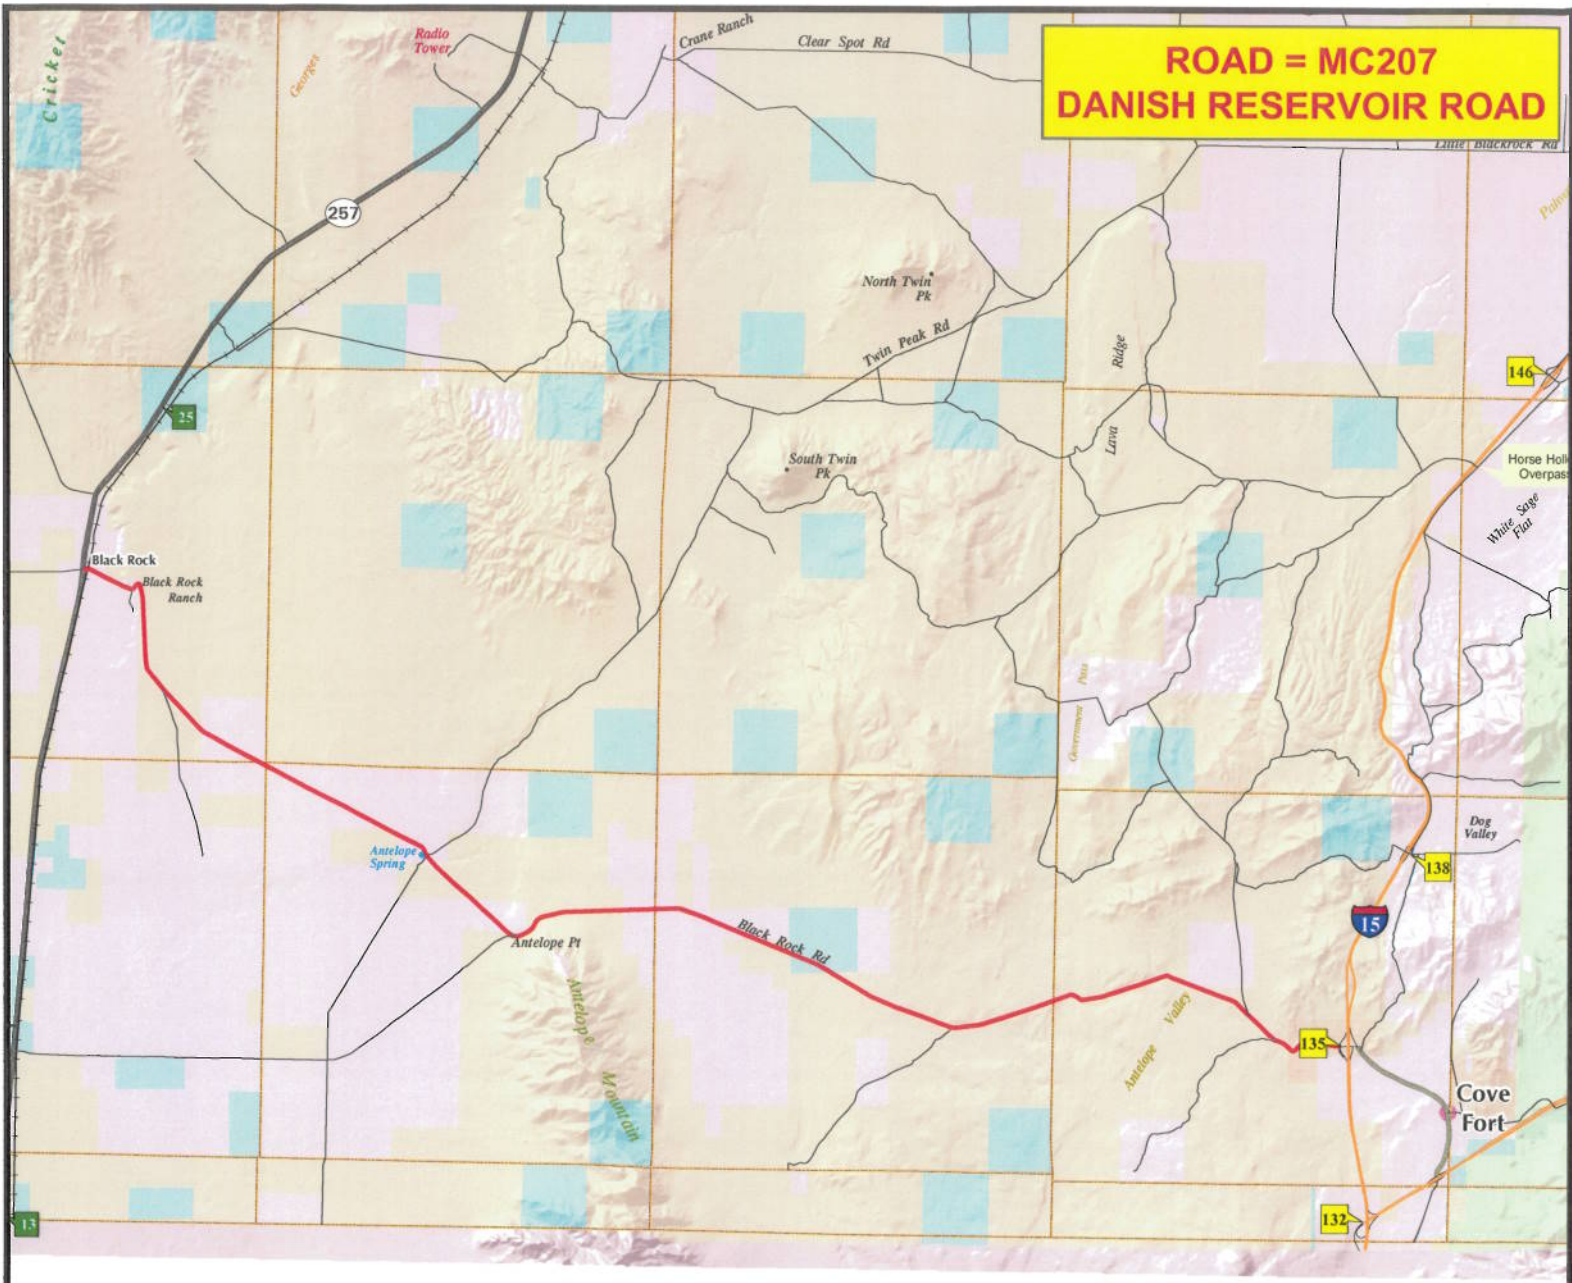 ROAD = MC207
DANISH RESERVOIR ROAD
Cricket
Georges
Radio
Tower
Crane Ranch
Clear Spot Rd
Little Blackrock Rd
257
North Twin
Pk
Twin Peak Rd
Lava Ridge
146
25
South Twin
Pk
Horse Holl
Overpas
White Sage
Flat
Black Rock
Black Rock
Ranch
Government Pass
Antelope
Spring
Dog
Valley
138
15
Antelope Pt
Black Rock Rd
Antelope Mountain
Antelope Valley
135
Cove
Fort
13
132